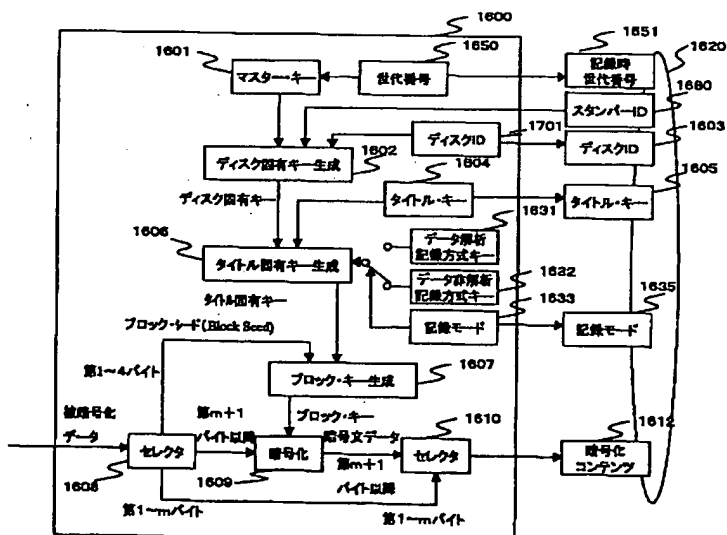 1600
1601
マスター・キー
1650
世代番号
1651
記録時
世代番号
1620
スタンパーID
1680
1701
ディスクID
ディスクID
1603
ディスク固有キー生成
1602
1604
ディスク固有キー
タイトル・キー
タイトル・キー
1605
1606
タイトル固有キー生成
1631
データ解析
記録方式キー
データ非解析
記録方式キー
1632
1633
記録モード
1635
記録モード
タイトル固有キー
ブロック・シード(Block Seed)
第1~4バイト
ブロック・キー生成
1607
ブロック・キー
被暗号化
データ
セレクタ
1608
第m+1
バイト以降
暗号化
1609
暗号文データ
第m+1
バイト以降
1610
セレクタ
1612
暗号化
コンテンツ
第1~mバイト
第1~mバイト